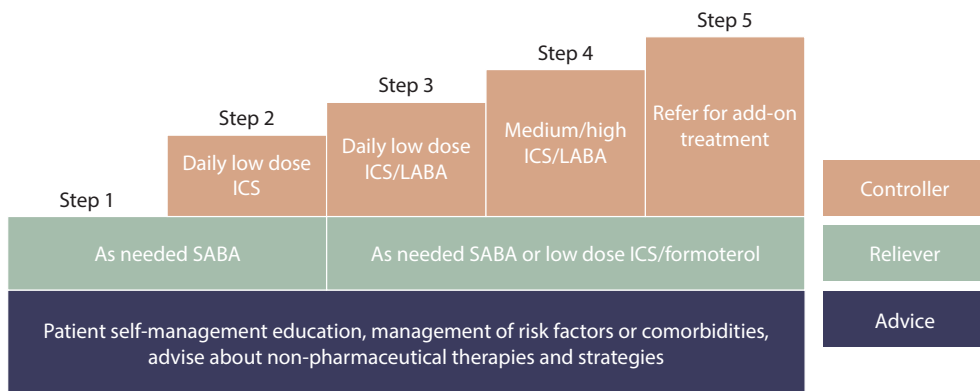 Step 5
Step 4
Step 3
Step 2
Step 1
Refer for add-on
treatment
Medium/high
ICS/LABA
Daily low dose
ICS/LABA
Daily low dose
ICS
Controller
As needed SABA
As needed SABA or low dose ICS/formoterol
Reliever
Patient self-management education, management of risk factors or comorbidities,
advise about non-pharmaceutical therapies and strategies
Advice